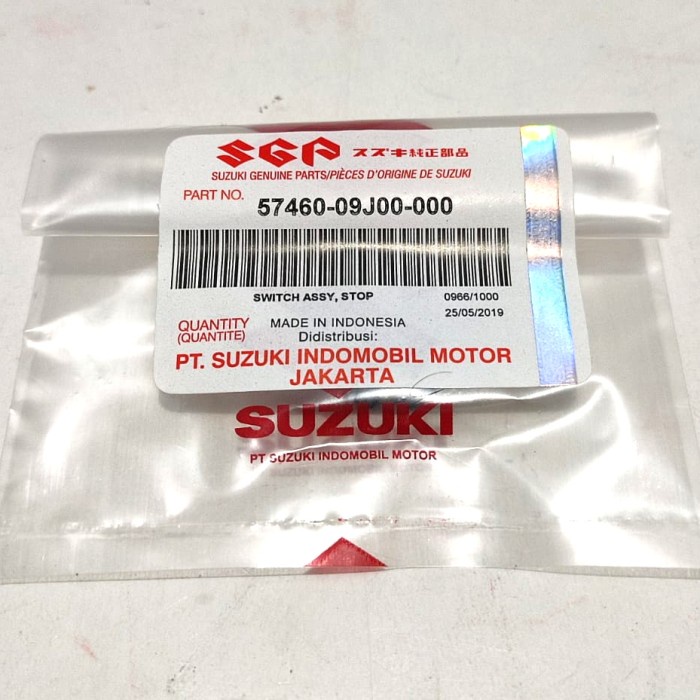 SGP スズキ純正部品
SUZUKI GENUINE PARTS/PIÈCES D'ORIGINE DE SUZUKI
PART NO. 57460-09J00-000
SWITCH ASSY, STOP 0966/1000
25/05/2019
QUANTITY MADE IN INDONESIA
(QUANTITE) Didistribusi:
PT. SUZUKI INDOMOBIL MOTOR
JAKARTA
SUZUKI
PT SUZUKI INDOMOBIL MOTOR